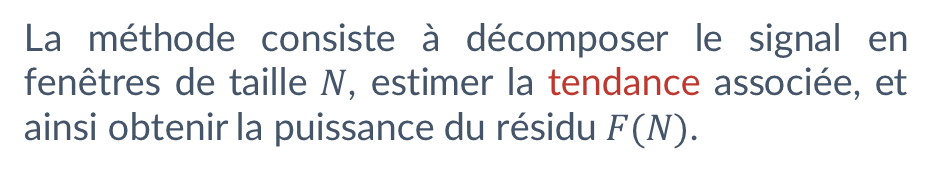 La méthode consiste à décomposer le signal en
fenêtres de taille N, estimer la tendance associée, et
ainsi obtenir la puissance du résidu F(N).